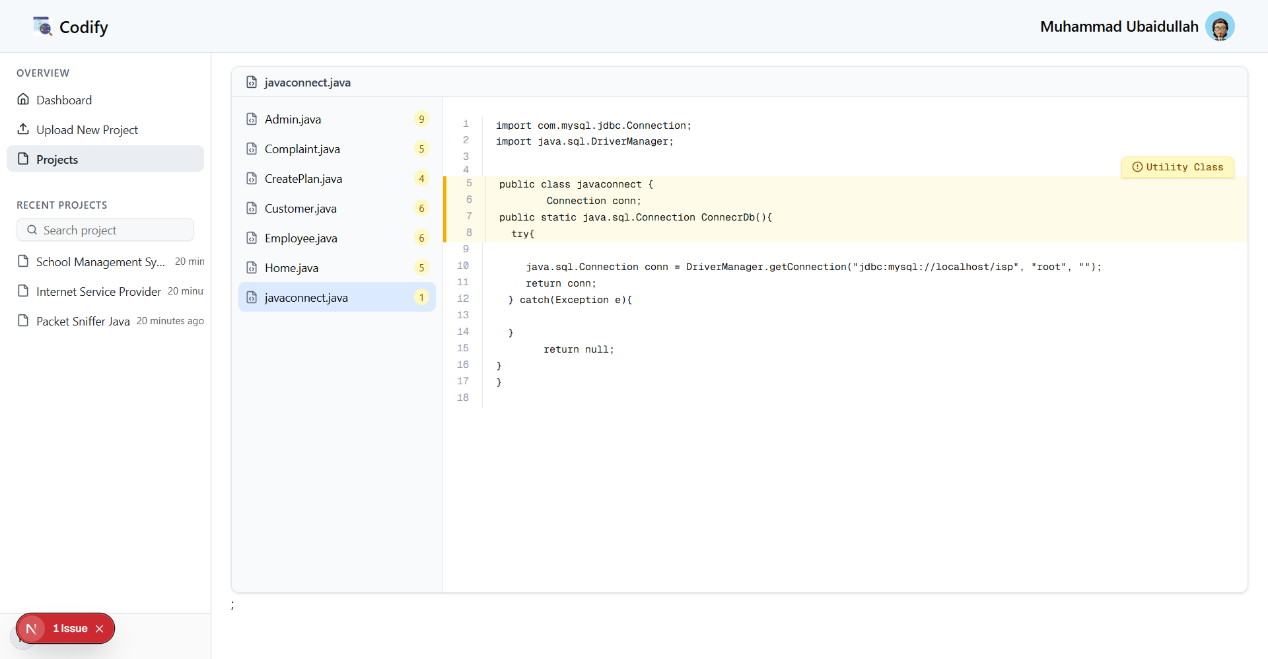 Codify
Muhammad Ubaidullah
OVERVIEW
Dashboard
Upload New Project
Projects
RECENT PROJECTS
Search project
School Management Sy... 20 min
Internet Service Provider 20 minu
Packet Sniffer Java 20 minutes ago
N 1 Issue ×
javaconnect.java
Admin.java 9
Complaint.java 5
CreatePlan.java 4
Customer.java 6
Employee.java 6
Home.java 5
javaconnect.java 1
Utility Class
1 import com.mysql.jdbc.Connection;
2 import java.sql.DriverManager;
3
4
5 public class javaconnect {
6 Connection conn;
7 public static java.sql.Connection ConnecrDb(){
8 try{
9
10 java.sql.Connection conn = DriverManager.getConnection("jdbc:mysql://localhost/isp", "root", "");
11 return conn;
12 } catch(Exception e){
13
14 }
15 return null;
16 }
17 }
18
;